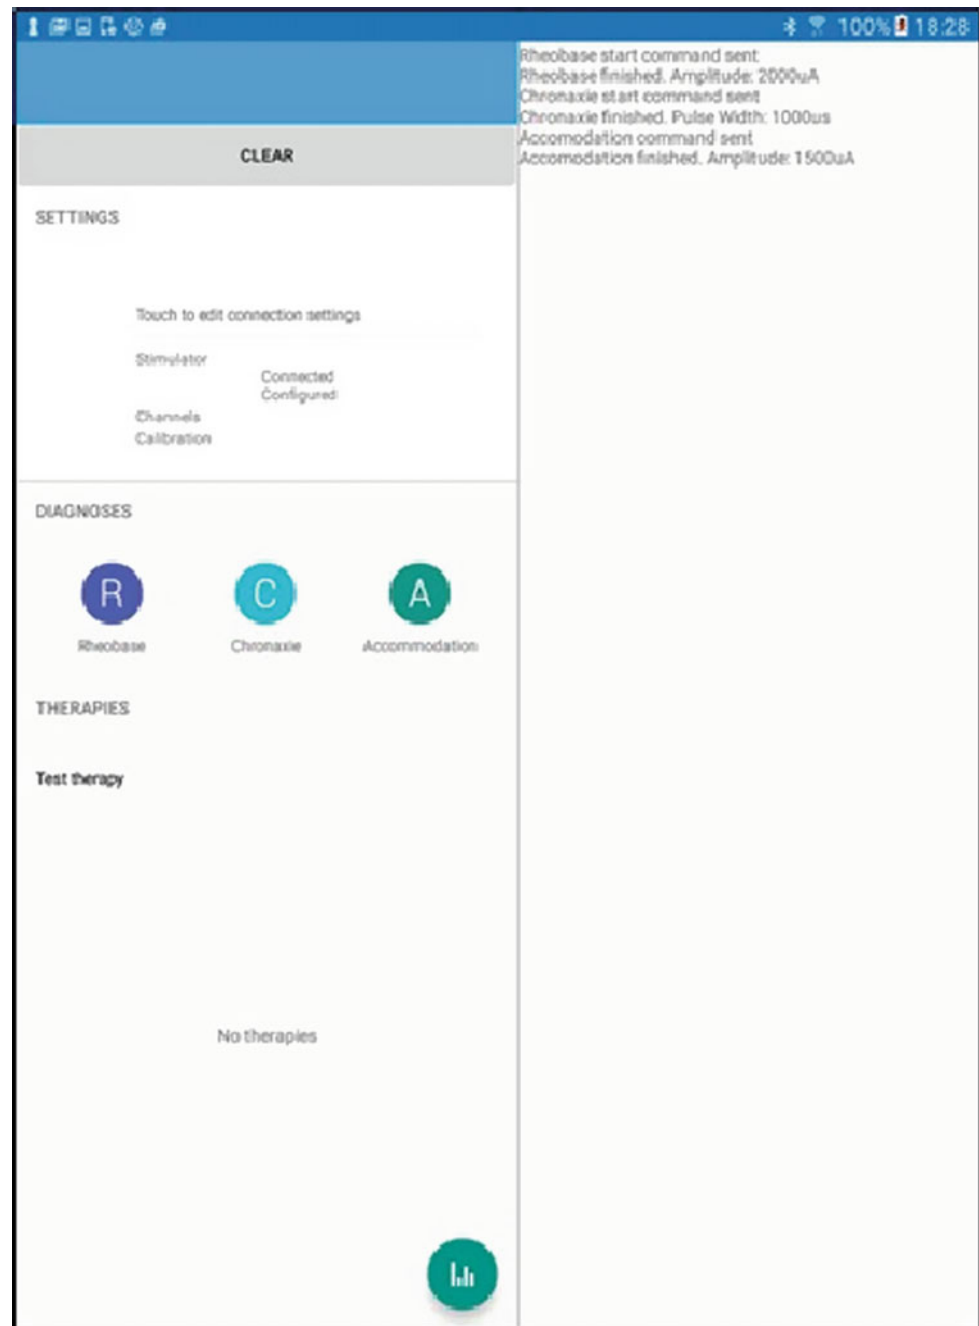 100% 18:28
CLEAR
SETTINGS
Touch to edit connection settings
Stimulator
Connected
Configured
Channels
Calibration
DIAGNOSES
R
C
A
Rheobase
Chronaxie
Accommodation
THERAPIES
Test therapy
No therapies
Rheobase start command sent
Rheobase finished. Amplitude: 2000uA
Chronaxie start command sent
Chronaxie finished. Pulse Width: 1000us
Accomodation command sent
Accomodation finished. Amplitude: 1500uA